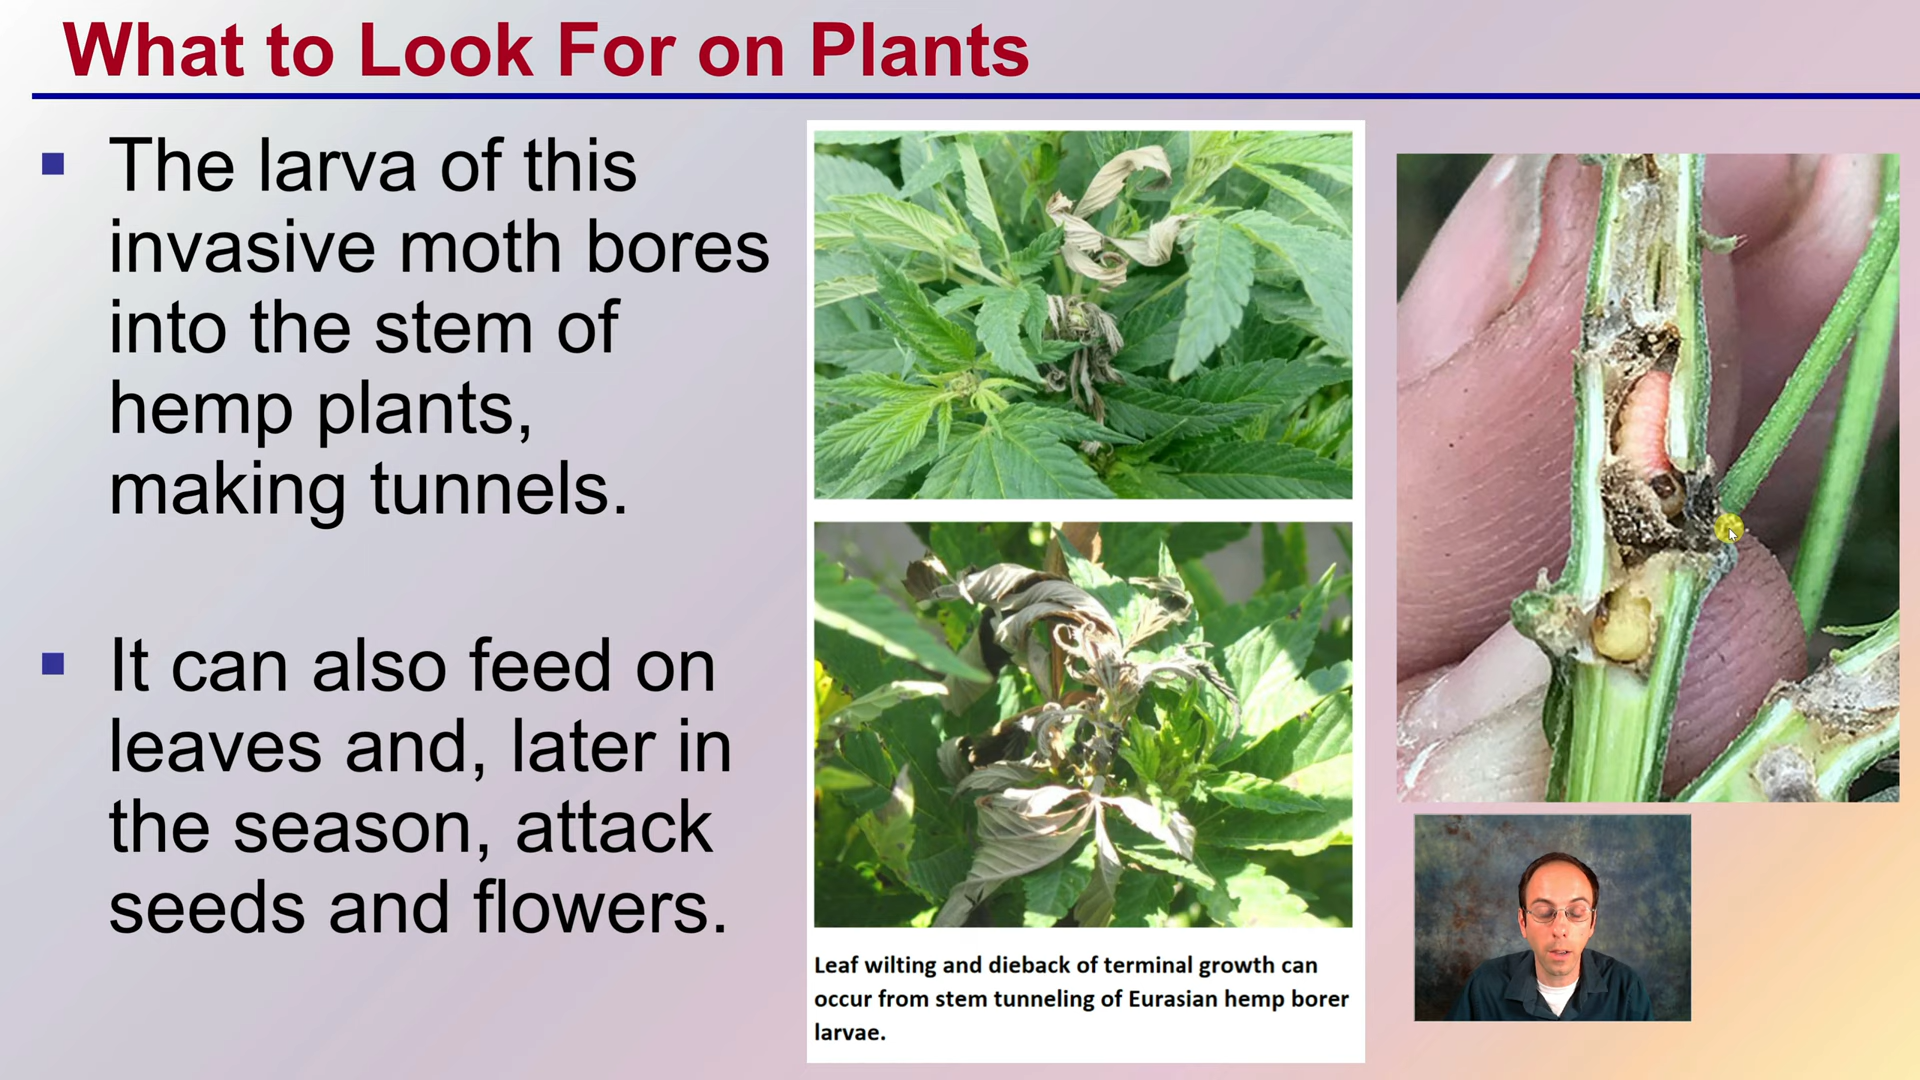 What to Look For on Plants
The larva of this
invasive moth bores
into the stem of
hemp plants,
making tunnels.
It can also feed on
leaves and, later in
the season, attack
seeds and flowers.
Leaf wilting and dieback of terminal growth can
occur from stem tunneling of Eurasian hemp borer
larvae.